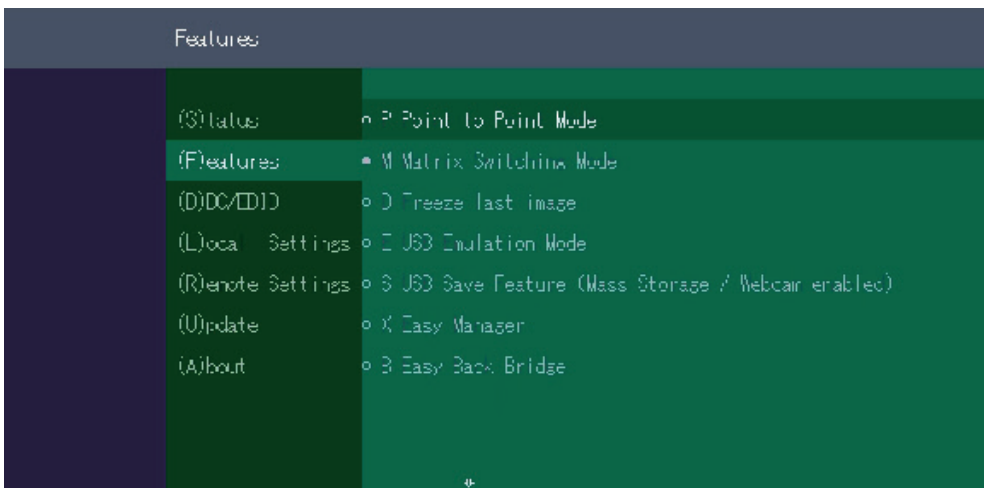 Features
(S)tatus
(F)eatures
(D)DC/EDID
(L)ocal Settings
(R)emote Settings
(U)pdate
(A)bout
P Point to Point Mode
M Matrix Switching Mode
D Freeze last image
E USB Emulation Mode
S USB Save Feature (Mass Storage / Webcam enabled)
X Easy Manager
B Easy Back Bridge